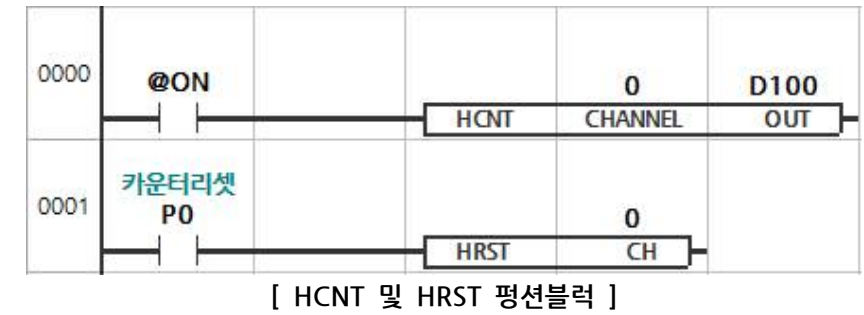 0000
@ON
0
D100
HCNT CHANNEL OUT
카운터리셋
0001
P0
0
HRST CH
[ HCNT 및 HRST 펑션블럭 ]